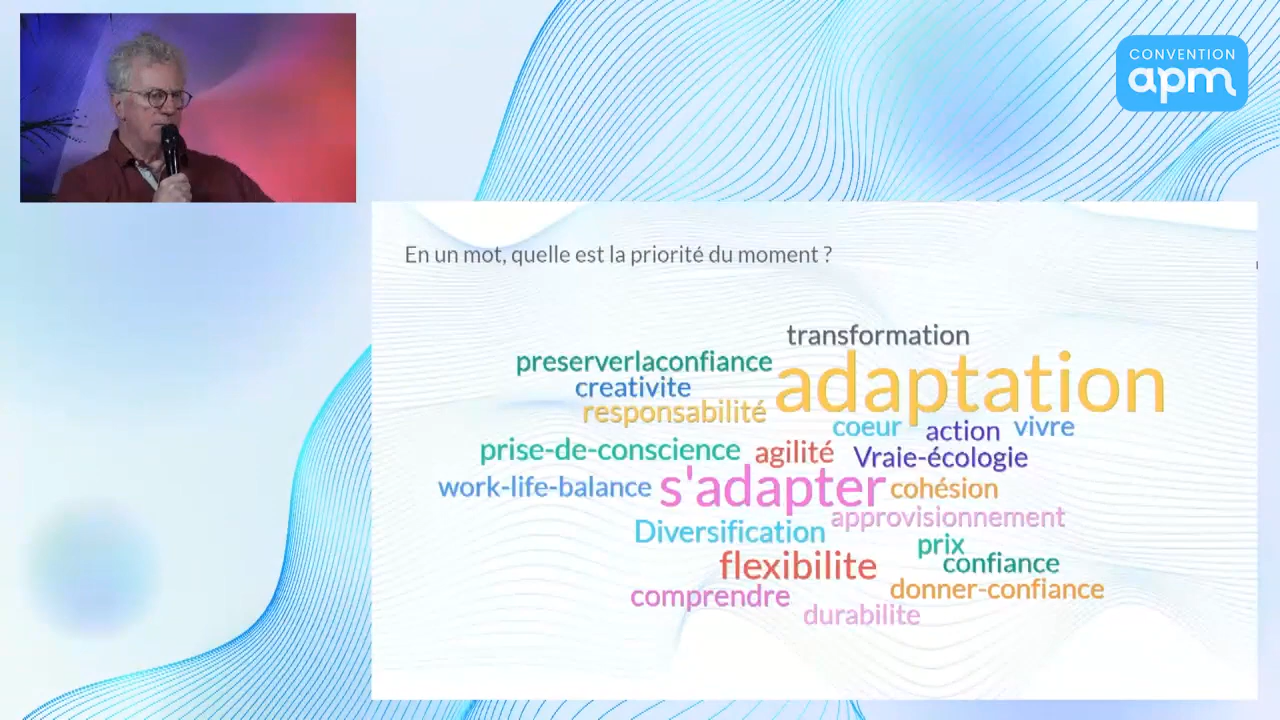 CONVENTION
apm
En un mot, quelle est la priorité du moment ?
transformation
preserverlaconfiance
adaptation
creativite
responsabilité
coeur
action
vivre
prise-de-conscience
agilité
Vraie-écologie
work-life-balance
s'adapter
cohésion
approvisionnement
Diversification
prix
flexibilite
confiance
comprendre
donner-confiance
durabilite